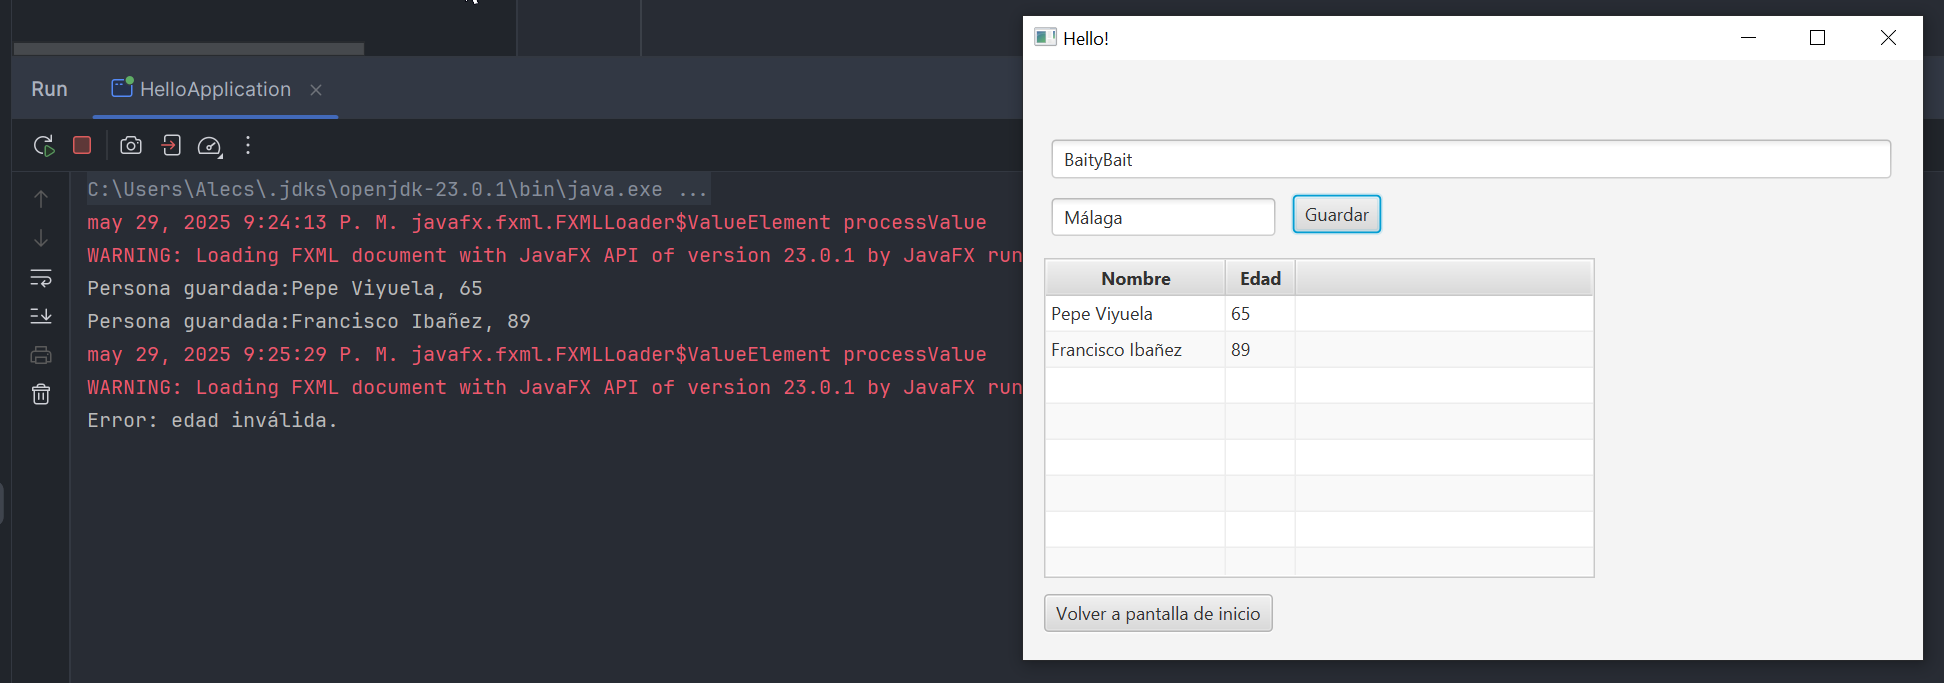 Run
HelloApplication
C:\Users\Alecs\.jdks\openjdk-23.0.1\bin\java.exe ...
may 29, 2025 9:24:13 P. M. javafx.fxml.FXMLLoader$ValueElement processValue
WARNING: Loading FXML document with JavaFX API of version 23.0.1 by JavaFX run
Persona guardada:Pepe Viyuela, 65
Persona guardada:Francisco Ibañez, 89
may 29, 2025 9:25:29 P. M. javafx.fxml.FXMLLoader$ValueElement processValue
WARNING: Loading FXML document with JavaFX API of version 23.0.1 by JavaFX run
Error: edad inválida.
Hello!
BaityBait
Málaga Guardar
Nombre Edad
Pepe Viyuela 65
Francisco Ibañez 89
Volver a pantalla de inicio